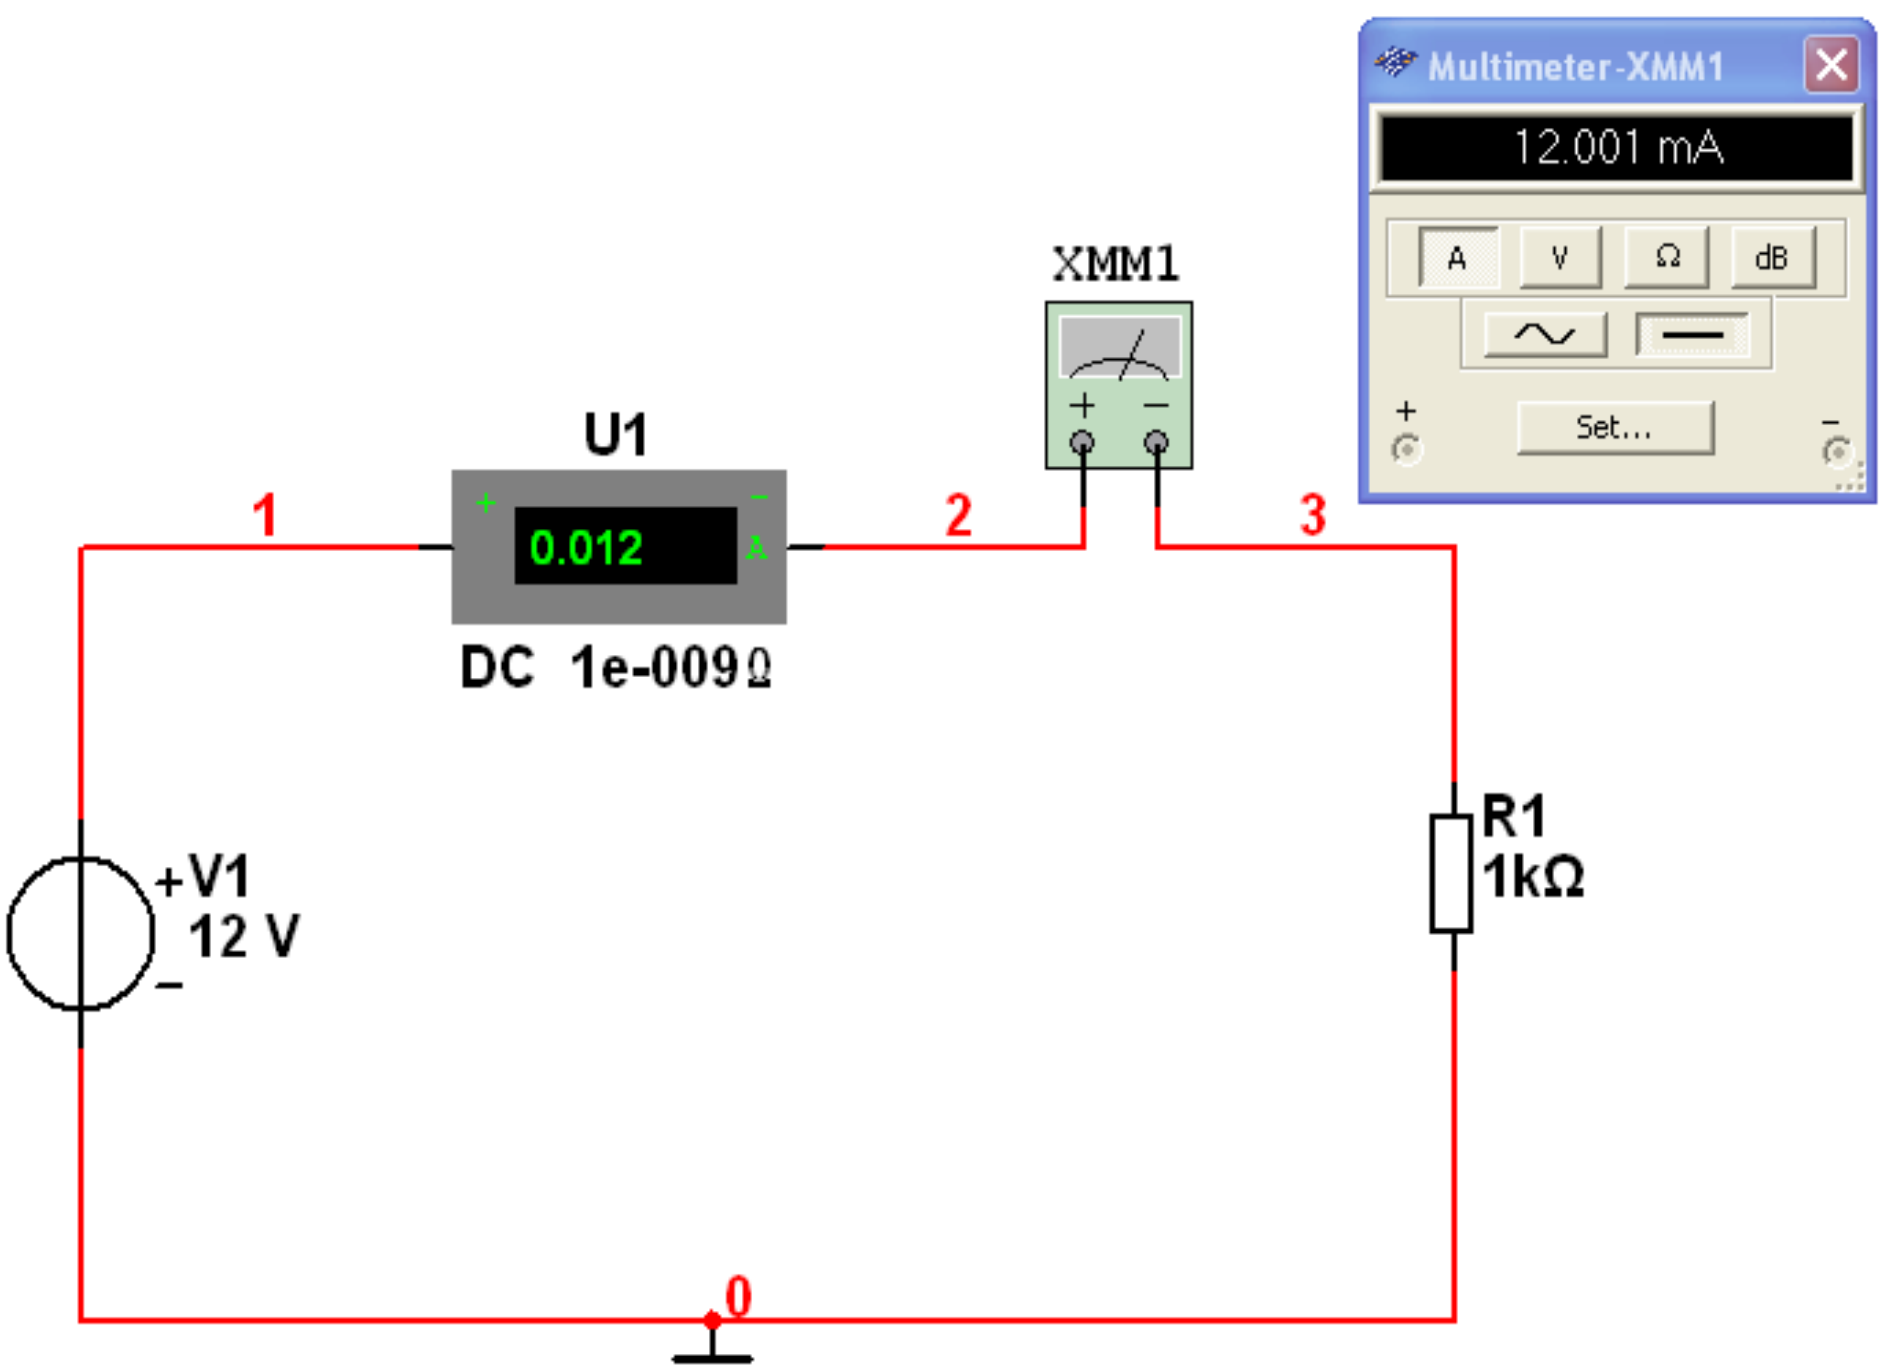 Multimeter-XMM1
12.001 mA
A V Ω dB
+ Set... −
XMM1
+ −
U1
+ −
0.012 A
DC 1e-009Ω
1
2
3
+V1
12 V
−
R1
1kΩ
0